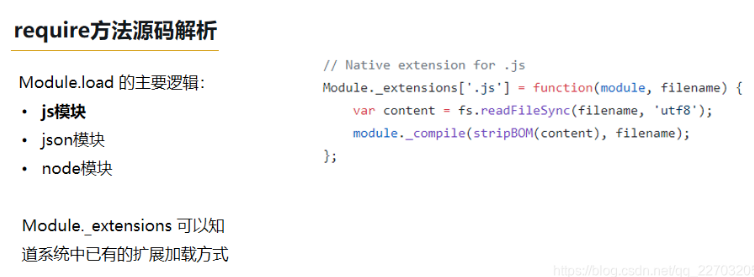 require方法源码解析
Module.load 的主要逻辑：
• js模块
• json模块
• node模块
Module._extensions 可以知
道系统中已有的扩展加载方式
// Native extension for .js
Module._extensions['.js'] = function(module, filename) {
    var content = fs.readFileSync(filename, 'utf8');
    module._compile(stripBOM(content), filename);
};
https://blog.csdn.net/qq_22703205